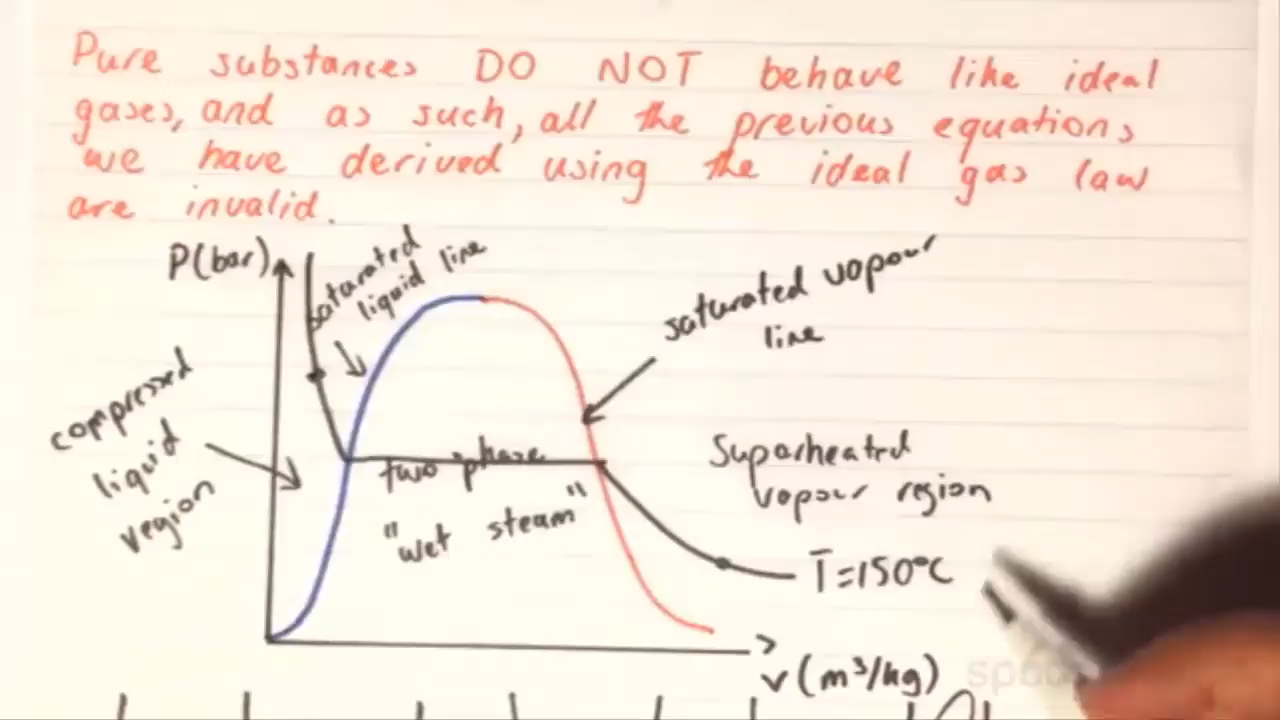 Pure substances DO NOT behave like ideal
gases, and as such, all the previous equations
we have derived using the ideal gas law
are invalid.
P(bar)
saturated
liquid line
saturated vapour
line
compressed
liquid
region
two phase
"wet steam"
Superheated
vapour region
T=150°C
v (m³/kg)